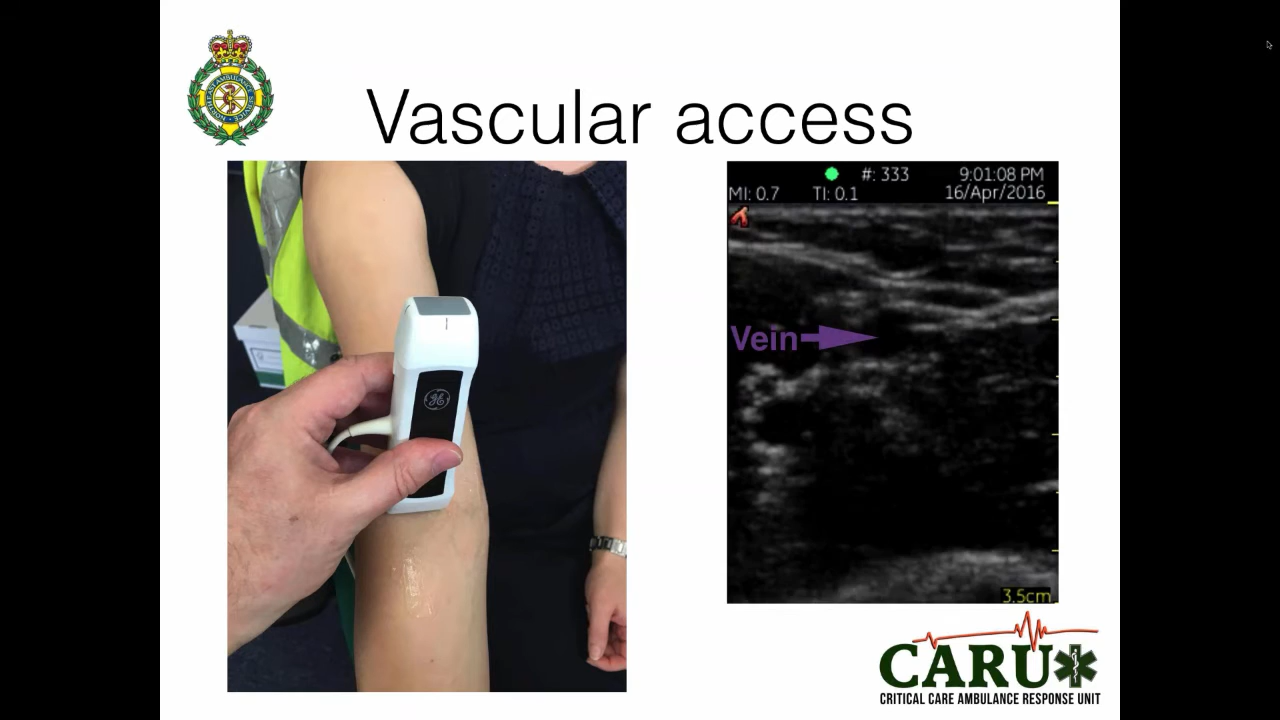 Vascular access
#: 333 9:01:08 PM
MI: 0.7 TI: 0.1 16/Apr/2016
Vein
3.5cm
CARU
CRITICAL CARE AMBULANCE RESPONSE UNIT